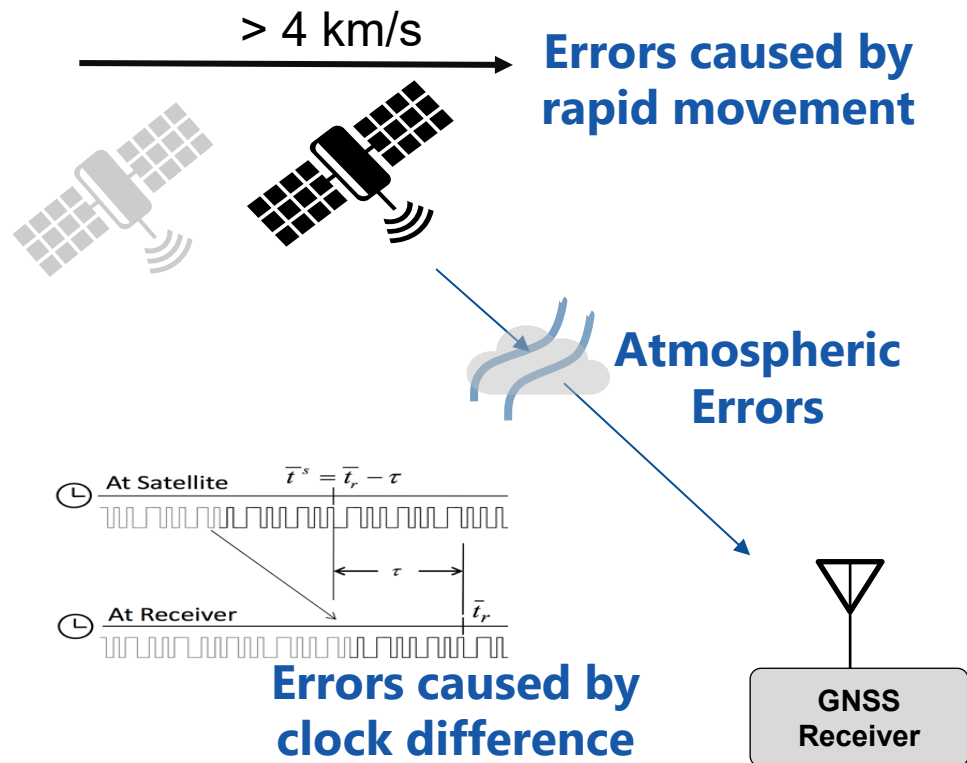 > 4 km/s
Errors caused by
rapid movement
Atmospheric
Errors
At Satellite
t̅ ˢ = t̅ᵣ − τ
τ
At Receiver
t̅ᵣ
Errors caused by
clock difference
GNSS
Receiver